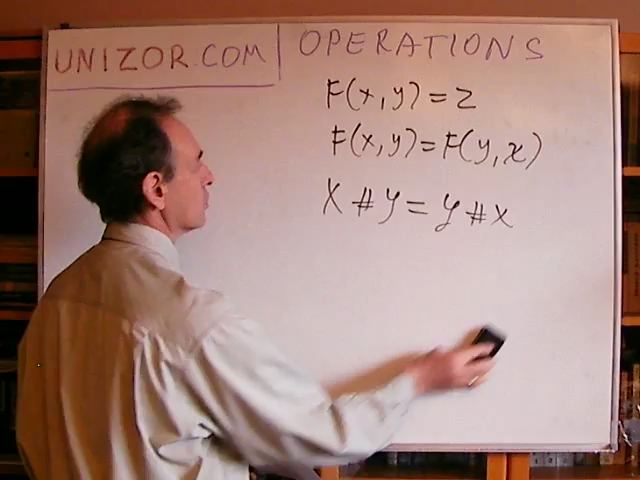 UNIZOR.COM
OPERATIONS
F(x,y)=z
F(x,y)=F(y,x)
X#y=y#x